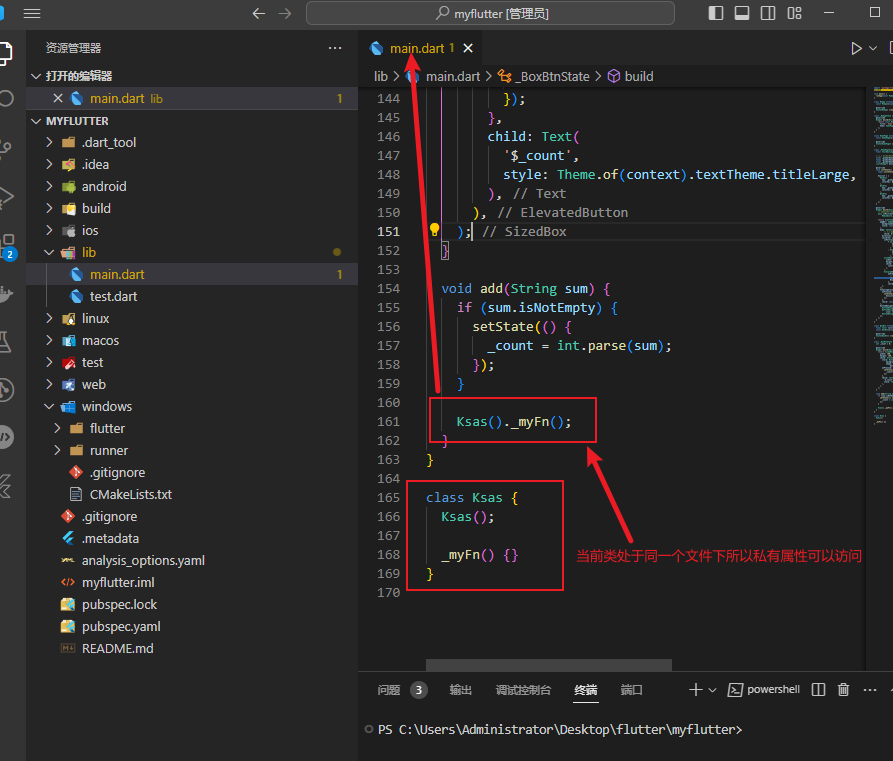 myflutter [管理员]
资源管理器
打开的编辑器
main.dart lib 1
MYFLUTTER
.dart_tool
.idea
android
build
ios
lib
main.dart 1
test.dart
linux
macos
test
web
windows
flutter
runner
.gitignore
CMakeLists.txt
.gitignore
.metadata
analysis_options.yaml
myflutter.iml
pubspec.lock
pubspec.yaml
README.md
2
main.dart 1
lib > main.dart > _BoxBtnState > build
144 });
145 },
146 child: Text(
147 '$_count',
148 style: Theme.of(context).textTheme.titleLarge,
149 ), // Text
150 ), // ElevatedButton
151 ); // SizedBox
152 }
153
154 void add(String sum) {
155 if (sum.isNotEmpty) {
156 setState(() {
157 _count = int.parse(sum);
158 });
159 }
160
161 Ksas()._myFn();
162 }
163 }
164
165 class Ksas {
166 Ksas();
167
168 _myFn() {}
169 }
170
当前类处于同一个文件下所以私有属性可以访问
问题 3 输出 调试控制台 终端 端口 powershell
PS C:\Users\Administrator\Desktop\flutter\myflutter>